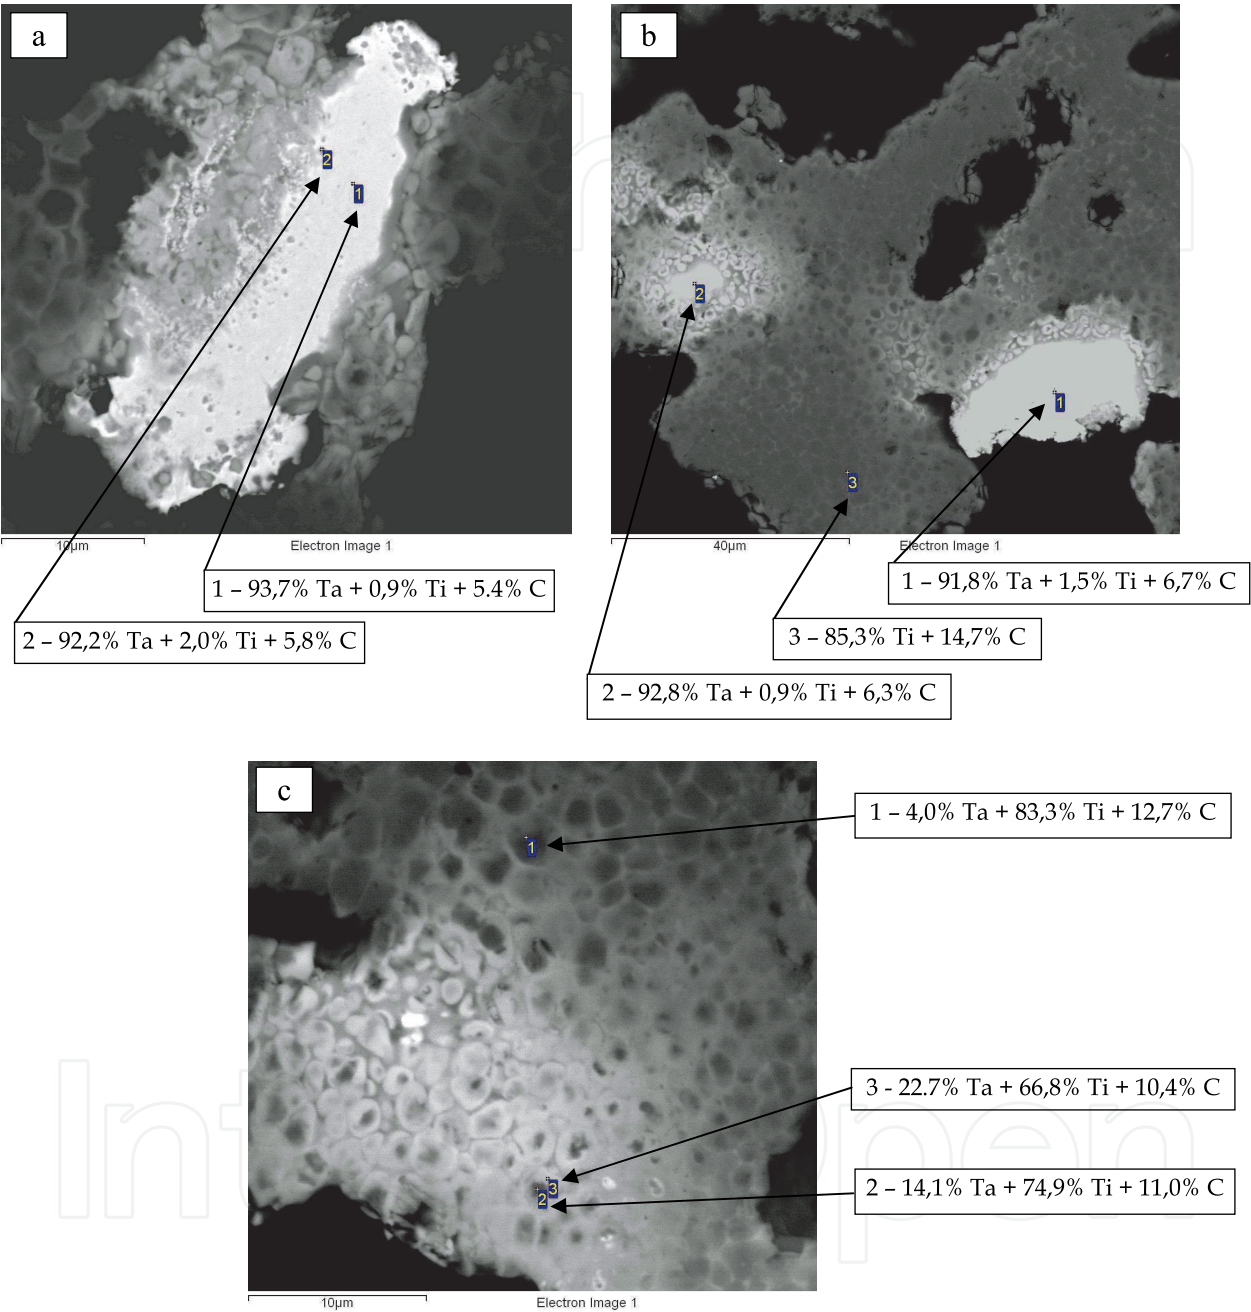 a
2
1
10µm
Electron Image 1
1 – 93,7% Ta + 0,9% Ti + 5.4% C
2 – 92,2% Ta + 2,0% Ti + 5,8% C
b
2
1
3
40µm
Electron Image 1
1 – 91,8% Ta + 1,5% Ti + 6,7% C
3 – 85,3% Ti + 14,7% C
2 – 92,8% Ta + 0,9% Ti + 6,3% C
c
1
3
2
10µm
Electron Image 1
1 – 4,0% Ta + 83,3% Ti + 12,7% C
3 - 22.7% Ta + 66,8% Ti + 10,4% C
2 – 14,1% Ta + 74,9% Ti + 11,0% C